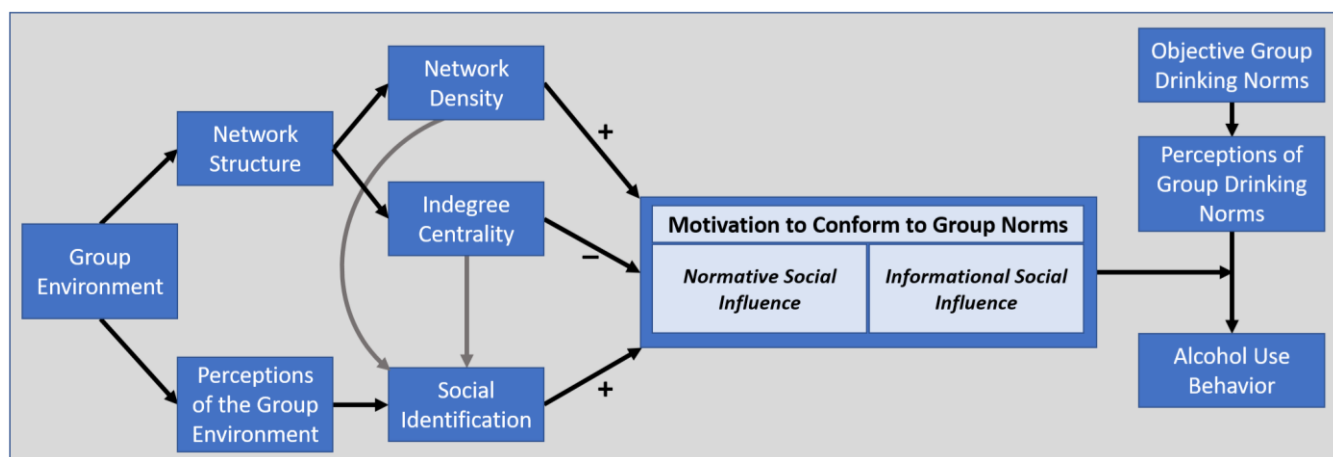 Group
Environment
Network
Structure
Perceptions
of the Group
Environment
Network
Density
Indegree
Centrality
Social
Identification
+
–
+
Motivation to Conform to Group Norms
Normative Social
Influence
Informational Social
Influence
Objective Group
Drinking Norms
Perceptions of
Group Drinking
Norms
Alcohol Use
Behavior